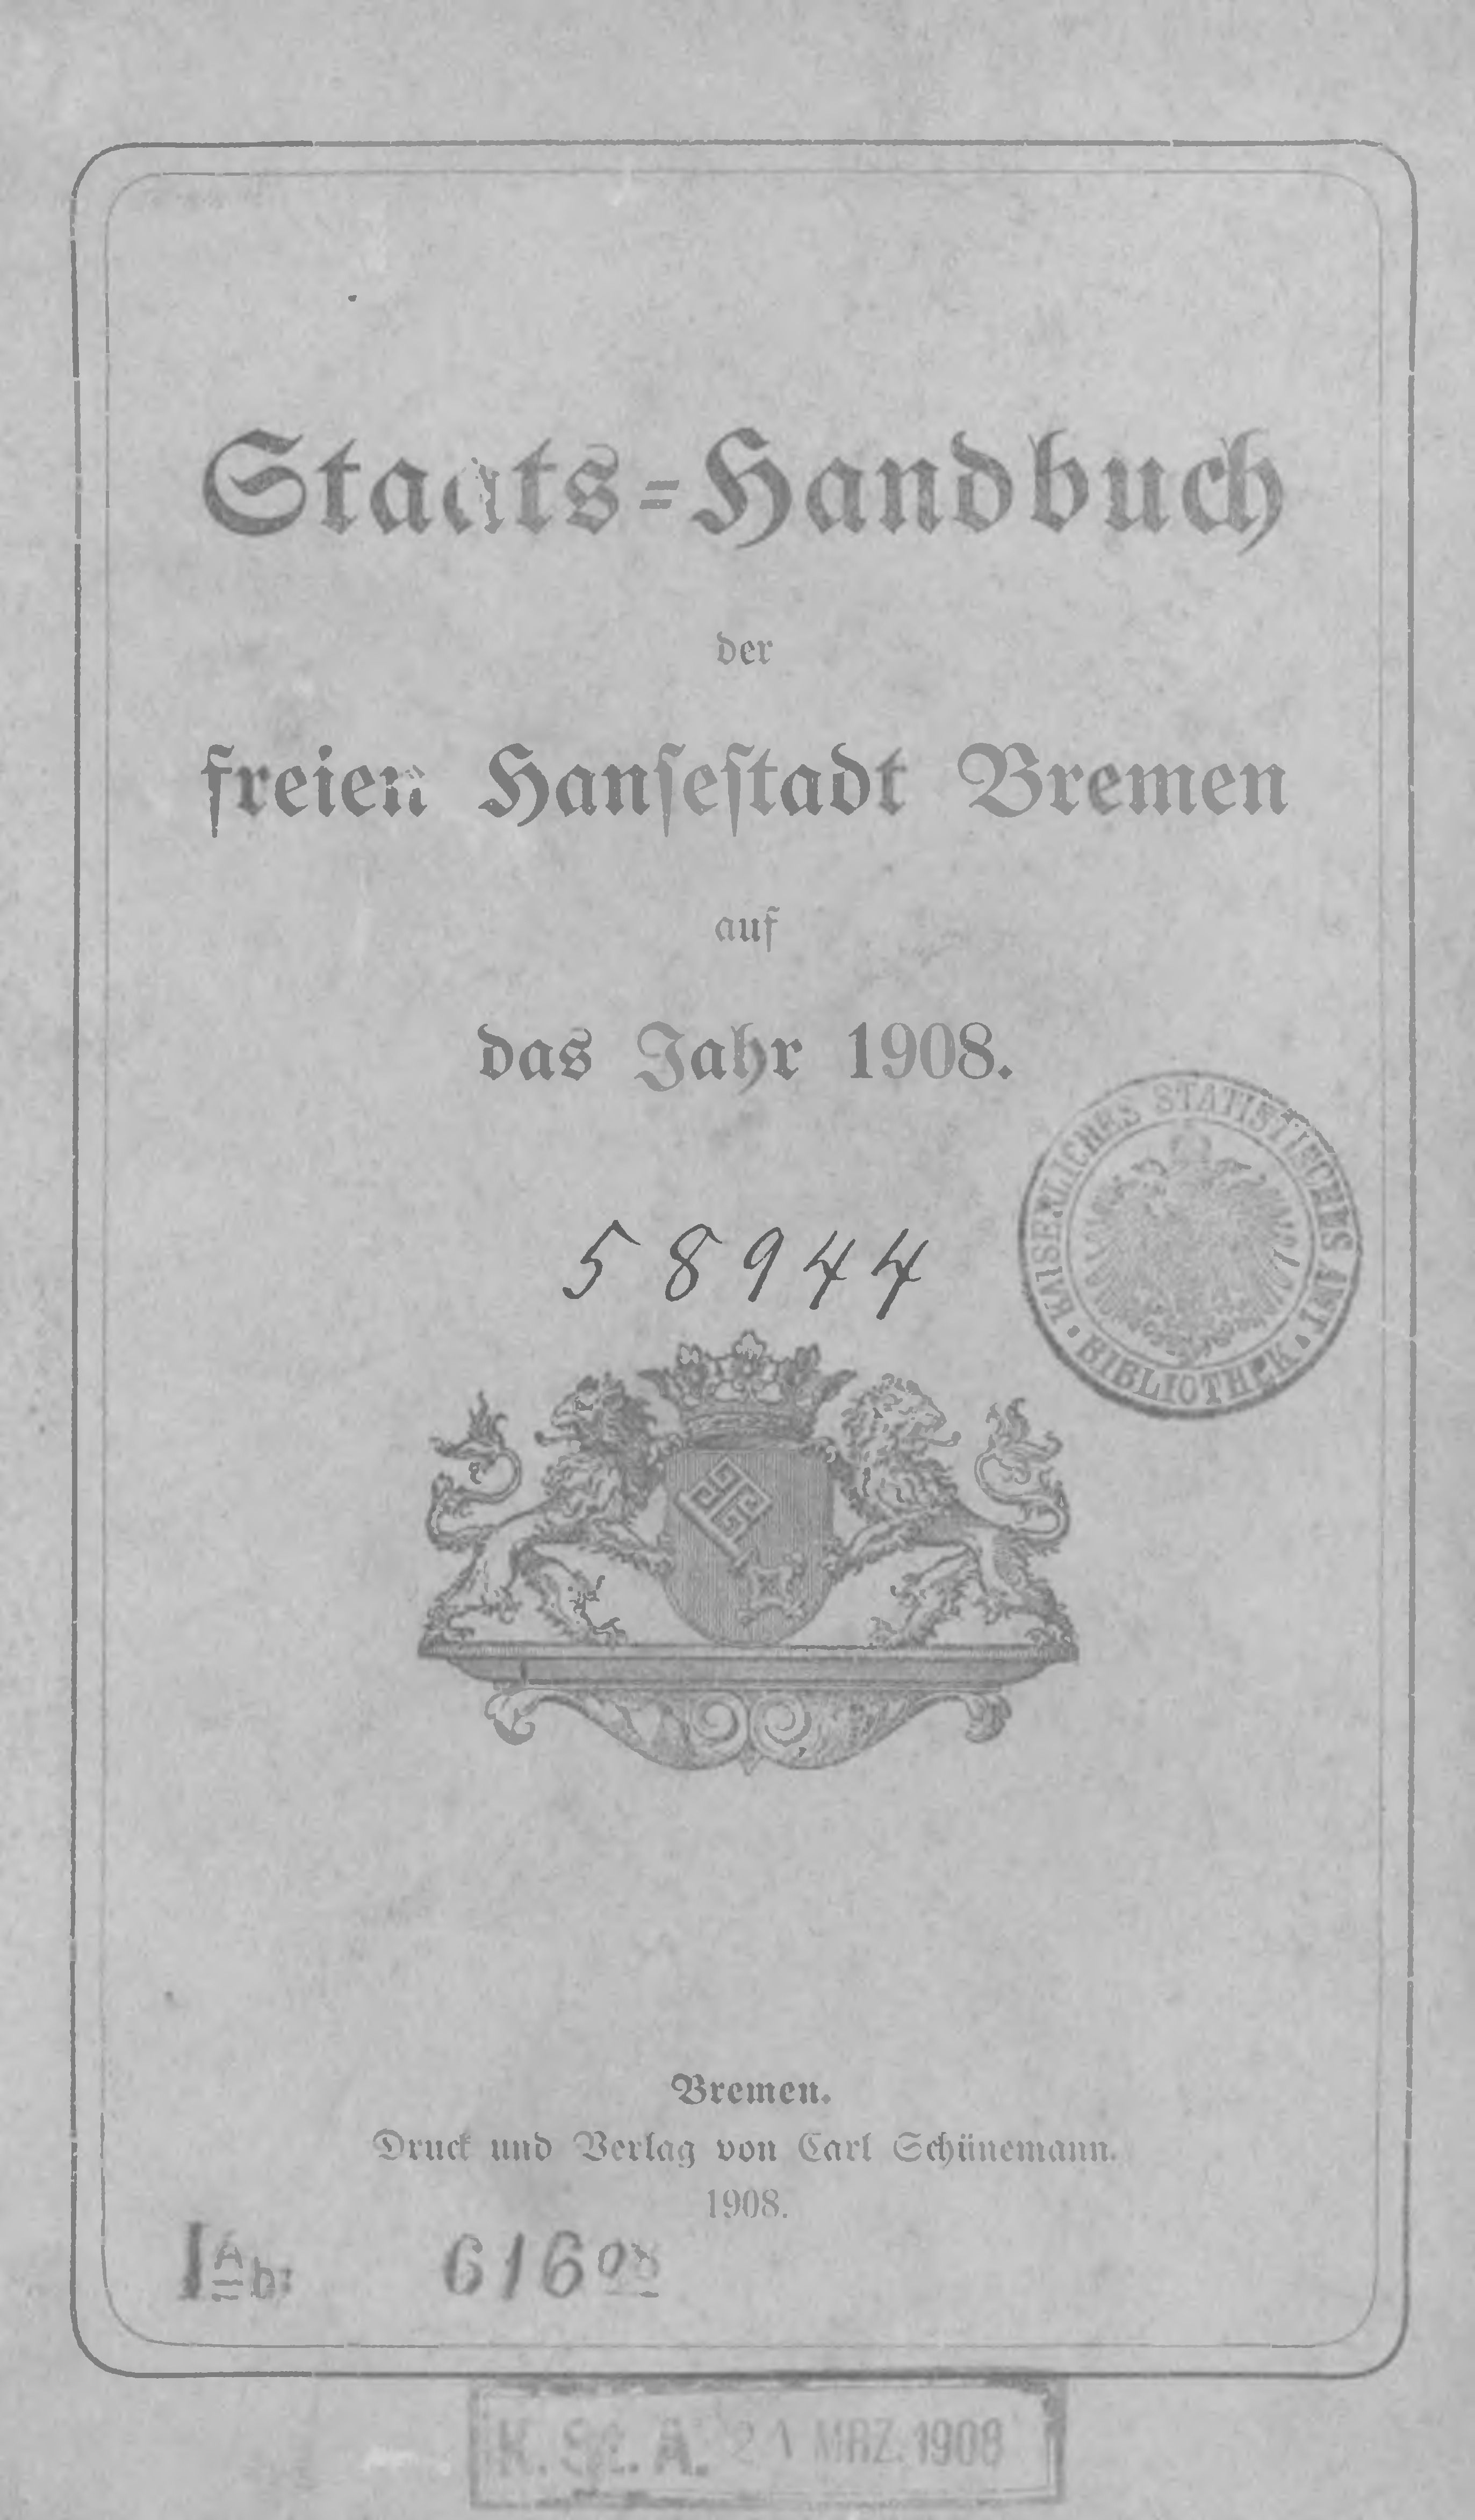 Staats-Handbuch
der
freien Hanseſtadt Bremen
auf
das Jahr 1908.
KAISERLICHES STATISTISCHES AMT
· BIBLIOTHEK ·
58944
Bremen.
Druck und Verlag von Carl Schünemann.
1908.
I A b: 616 08
K. St. A. MRZ. 1908